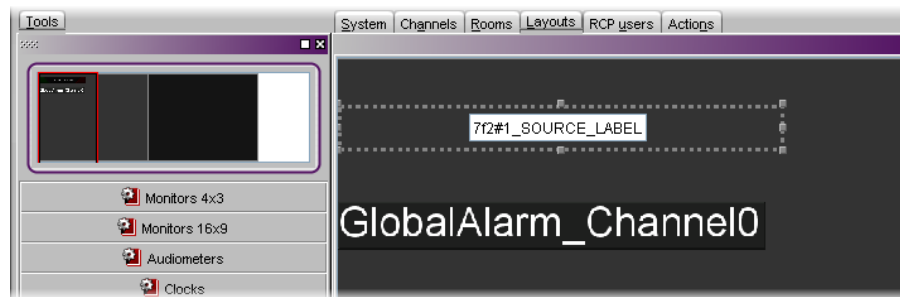 Tools
System Channels Rooms Layouts RCP users Actions
7f2#1_SOURCE_LABEL
GlobalAlarm_Channel0
Monitors 4x3
Monitors 16x9
Audiometers
Clocks